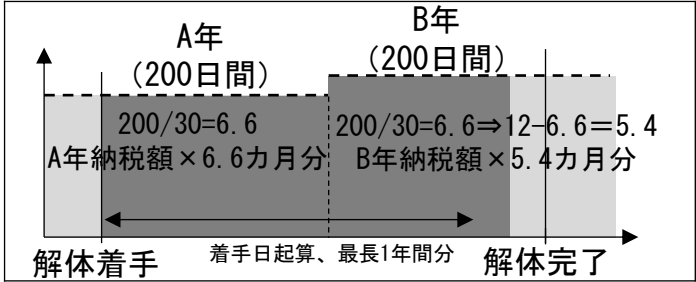 A年
(200日間)
B年
(200日間)
200/30=6.6
A年納税額×6.6カ月分
200/30=6.6⇒12-6.6=5.4
B年納税額×5.4カ月分
着手日起算、最長1年間分
解体着手
解体完了